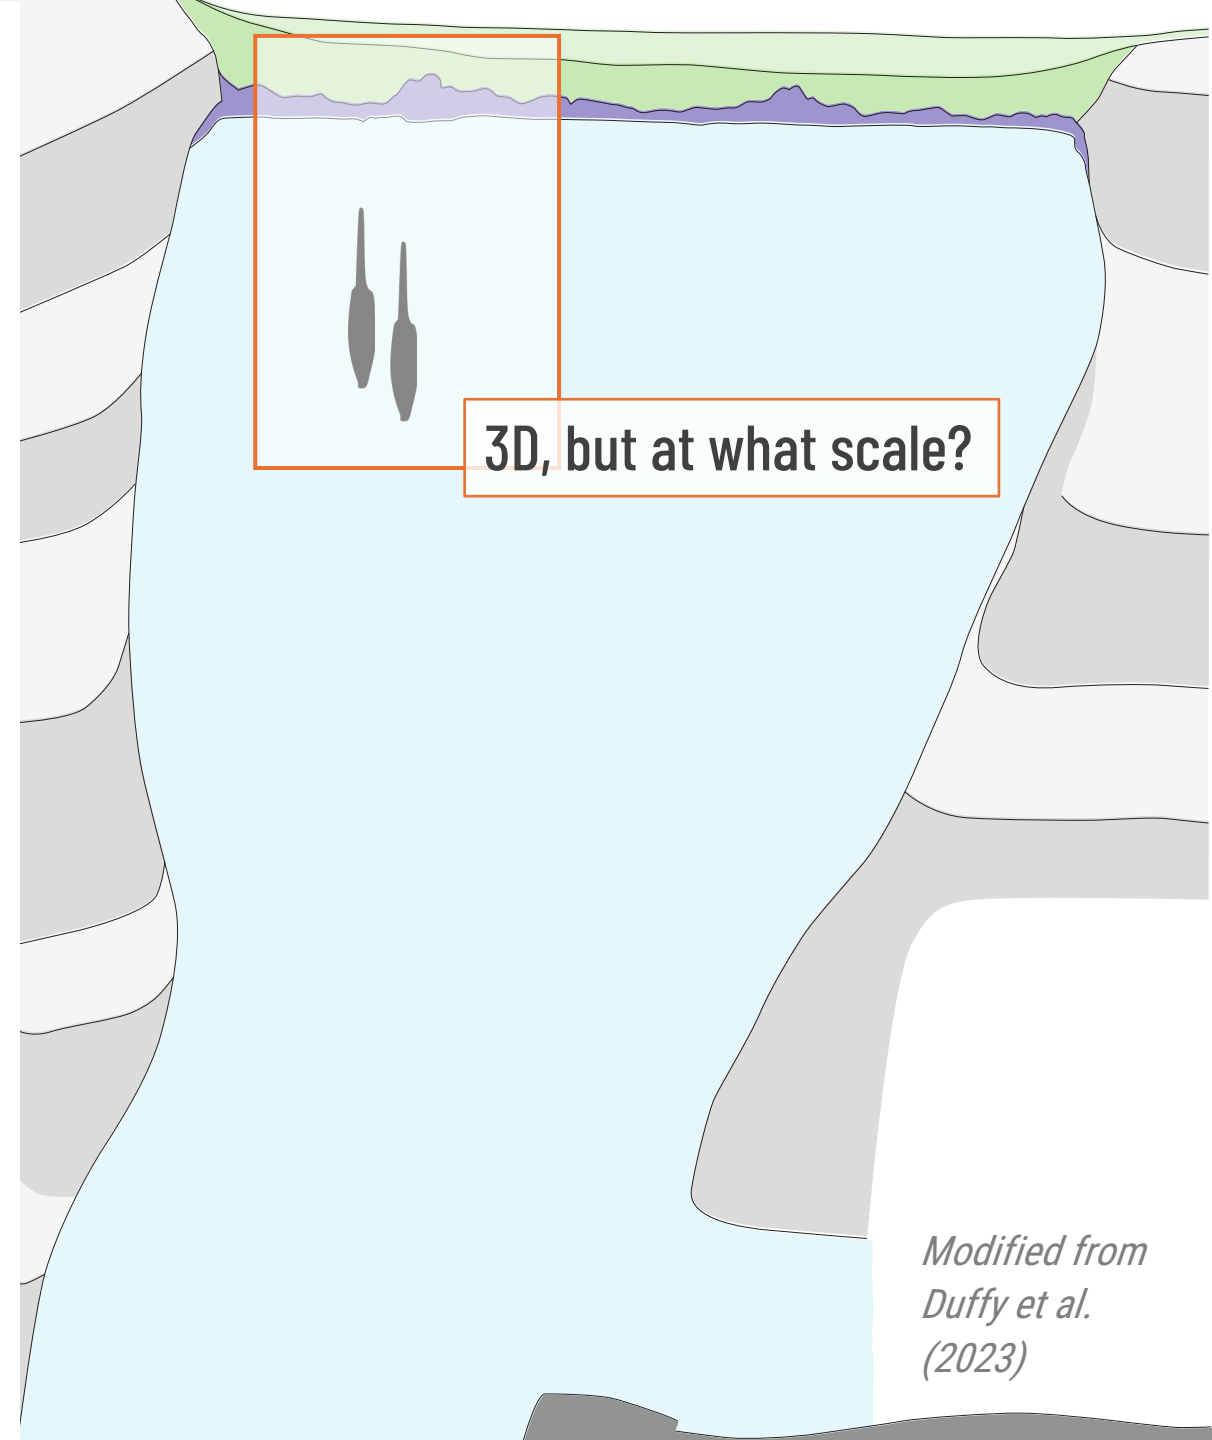 3D, but at what scale?
Modified from
Duffy et al.
(2023)